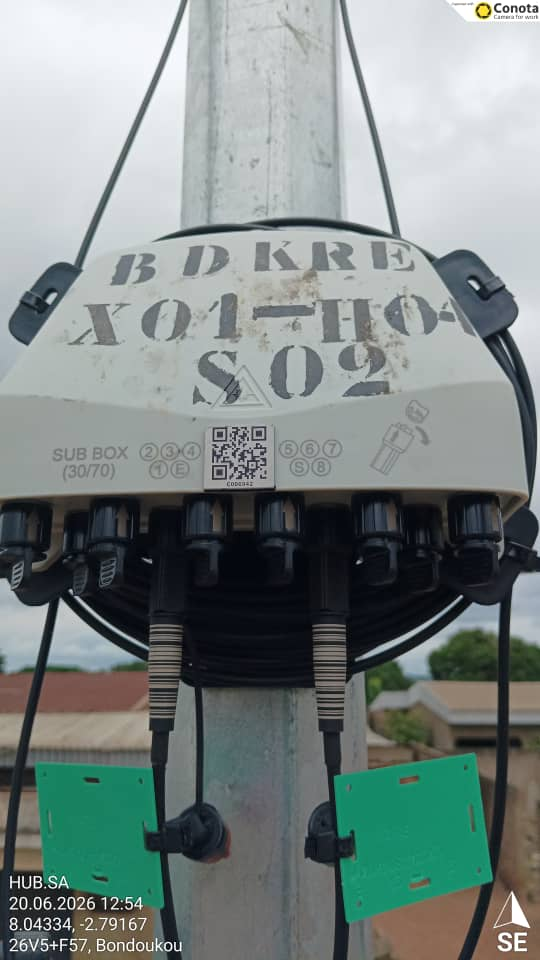 Conota
Camera for work
BDKRE
X01-H04
S02
SUB BOX
(30/70)
2 3 4
1 E
5 6 7
S 8
HUB.SA
20.06.2026 12:54
8.04334, -2.79167
26V5+F57, Bondoukou
SE